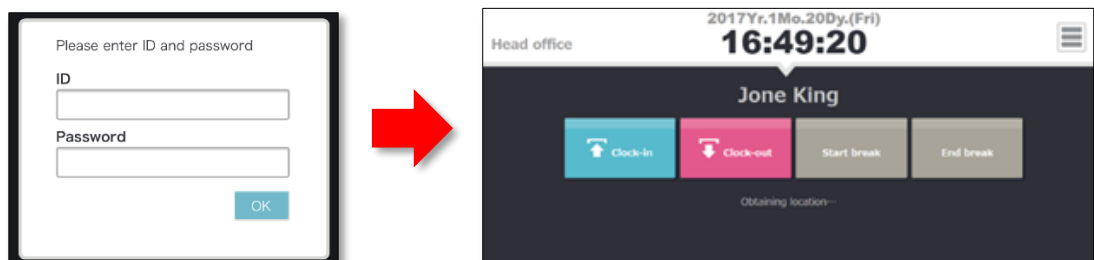 Please enter ID and password
ID
Password
OK
2017Yr.1Mo.20Dy.(Fri)
Head office
16:49:20
Jone King
Clock-in
Clock-out
Start break
End break
Obtaining location…